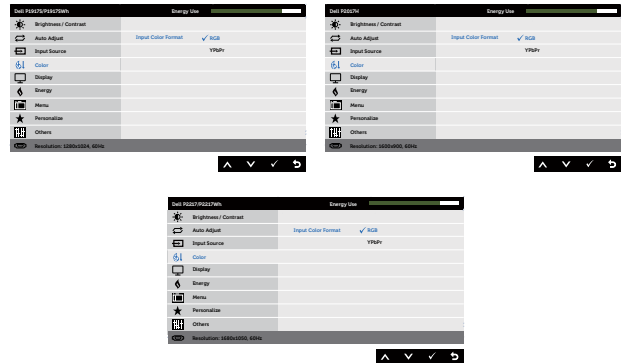 Dell P1917S/P1917SWh Energy Use
Brightness / Contrast
Auto Adjust Input Color Format ✓ RGB
Input Source YPbPr
Color
Display
Energy
Menu
Personalize
Others
Resolution: 1280x1024, 60Hz
Dell P2017H Energy Use
Brightness / Contrast
Auto Adjust Input Color Format ✓ RGB
Input Source YPbPr
Color
Display
Energy
Menu
Personalize
Others
Resolution: 1600x900, 60Hz
Dell P2217/P2217Wh Energy Use
Brightness / Contrast
Auto Adjust Input Color Format ✓ RGB
Input Source YPbPr
Color
Display
Energy
Menu
Personalize
Others
Resolution: 1680x1050, 60Hz